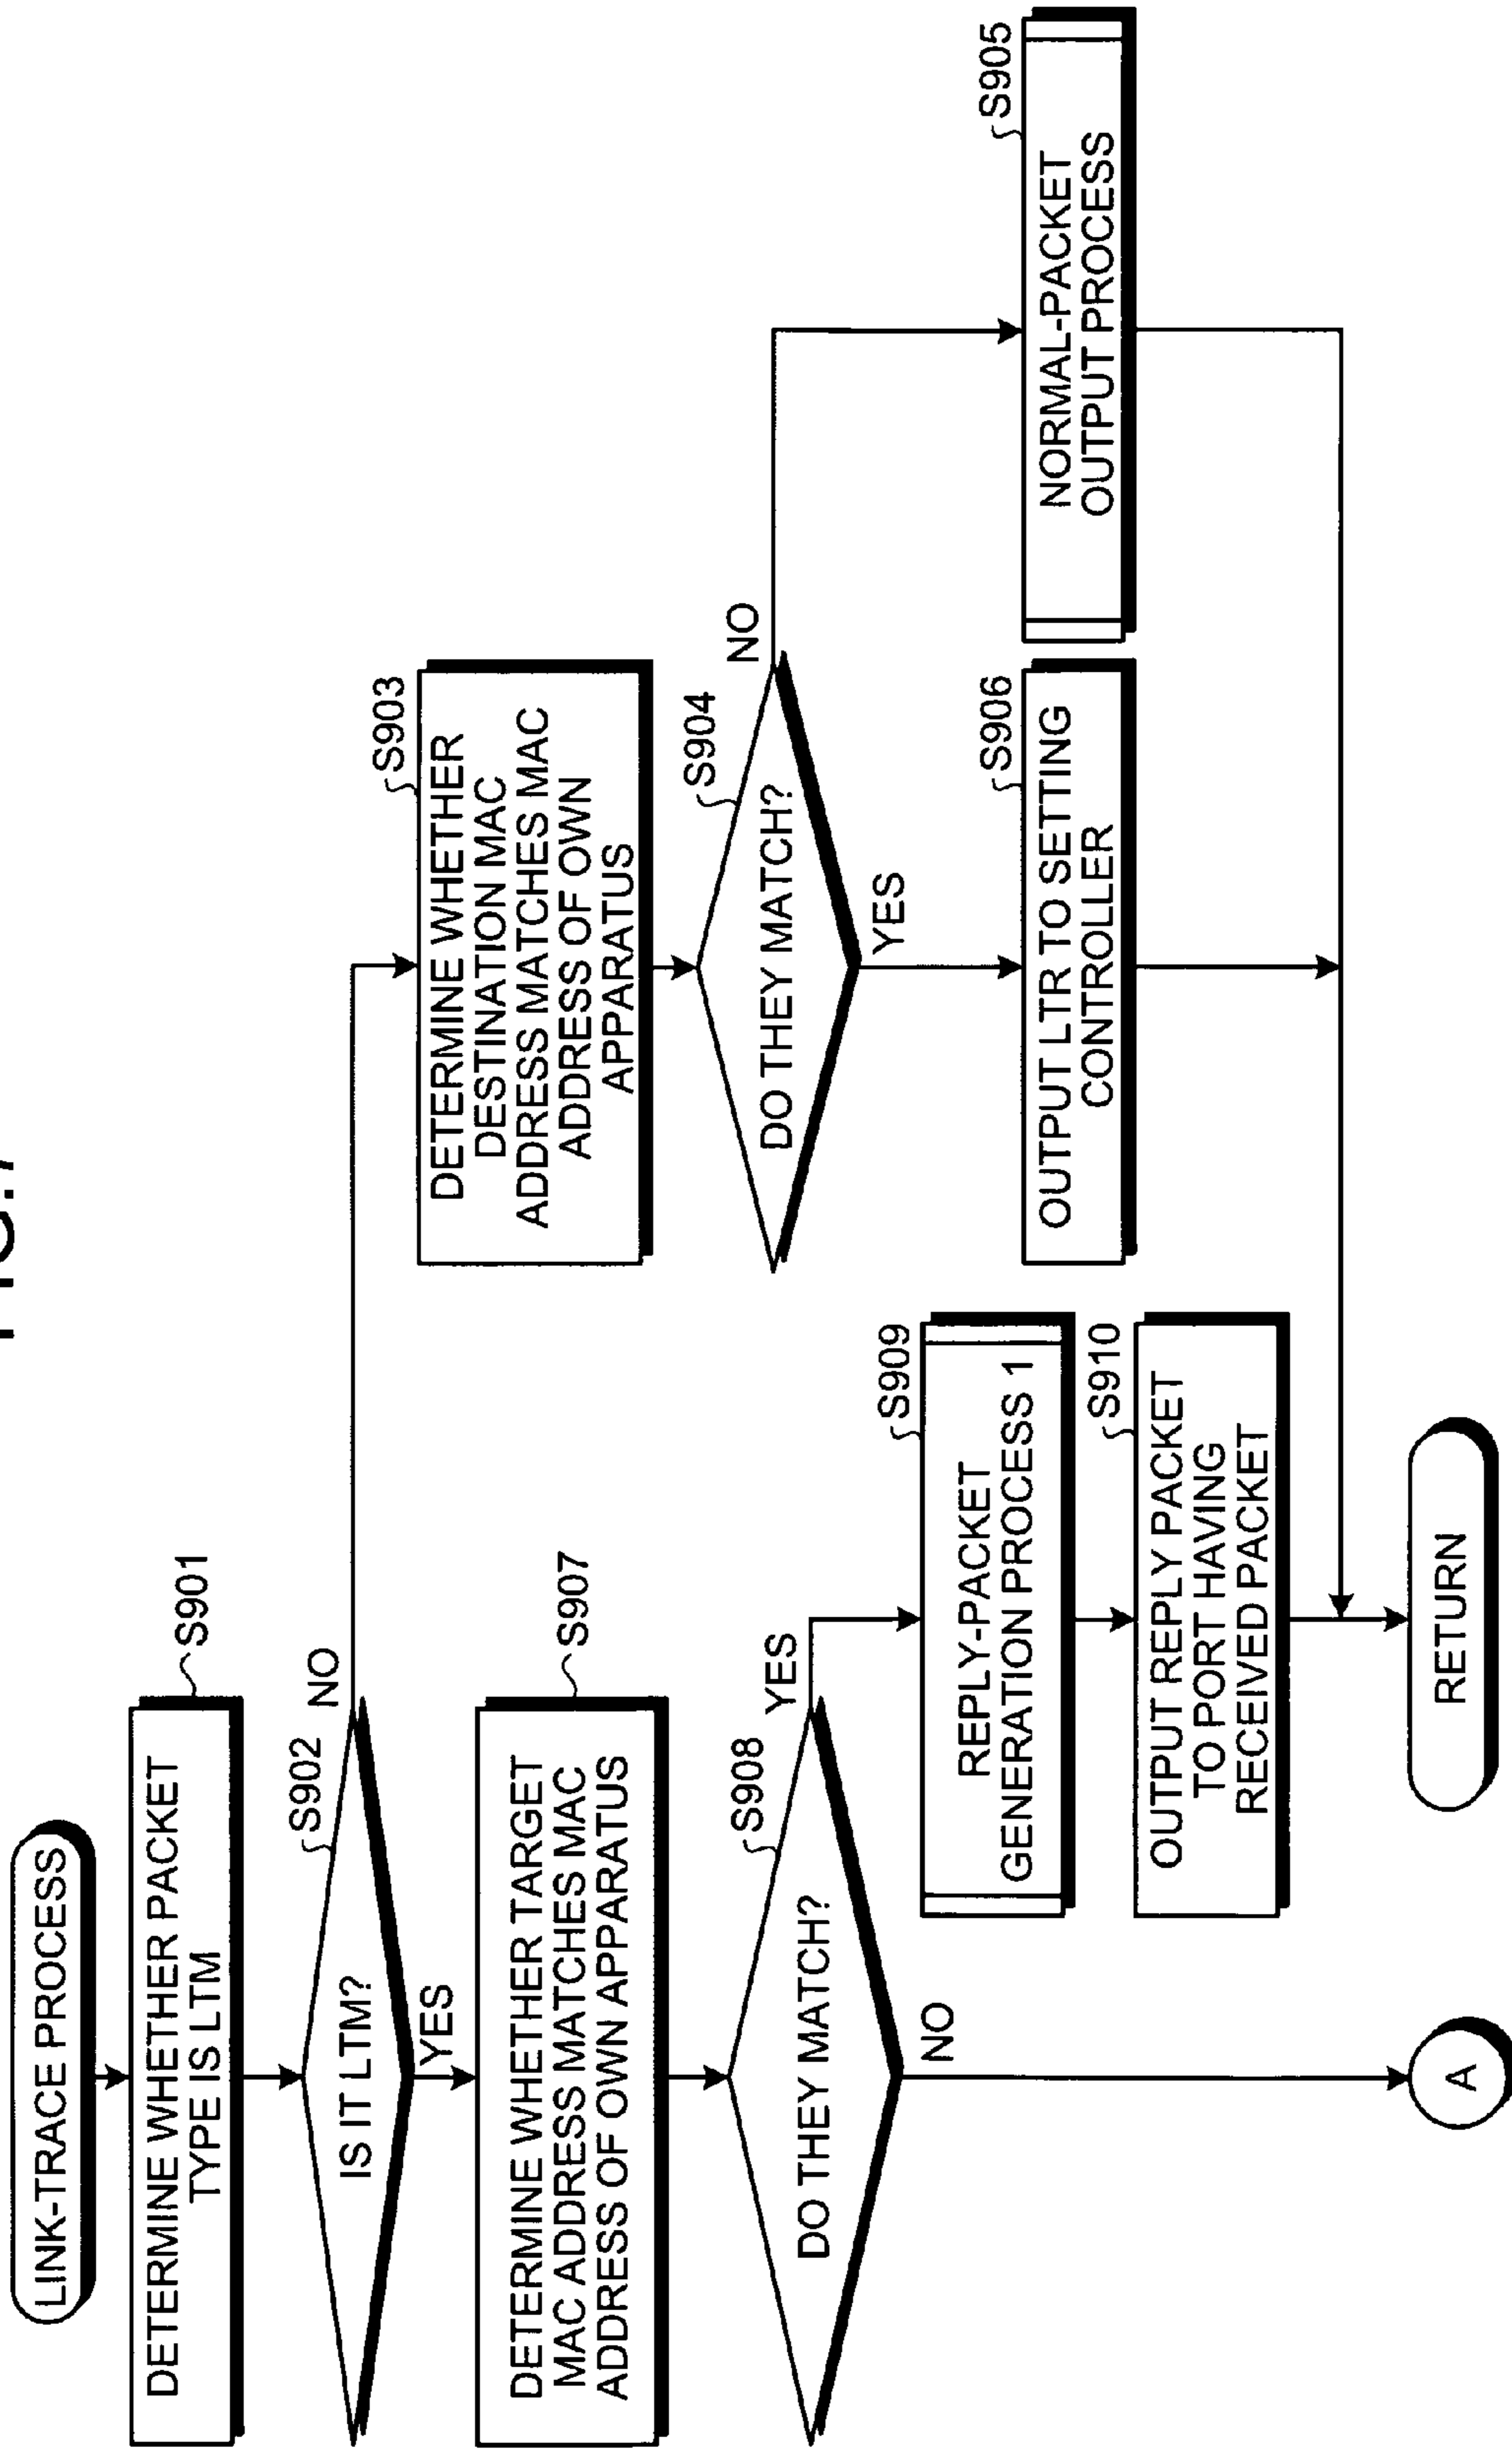 LINK-TRACE PROCESS
S901
DETERMINE WHETHER PACKET
TYPE IS LTM
S902
IS IT LTM?
NO
YES
S903
DETERMINE WHETHER
DESTINATION MAC
ADDRESS MATCHES MAC
ADDRESS OF OWN
APPARATUS
S904
DO THEY MATCH?
NO
YES
S905
NORMAL-PACKET
OUTPUT PROCESS
S906
OUTPUT LTR TO SETTING
CONTROLLER
S907
DETERMINE WHETHER TARGET
MAC ADDRESS MATCHES MAC
ADDRESS OF OWN APPARATUS
S908
DO THEY MATCH?
YES
NO
S909
REPLY-PACKET
GENERATION PROCESS 1
S910
OUTPUT REPLY PACKET
TO PORT HAVING
RECEIVED PACKET
RETURN
A